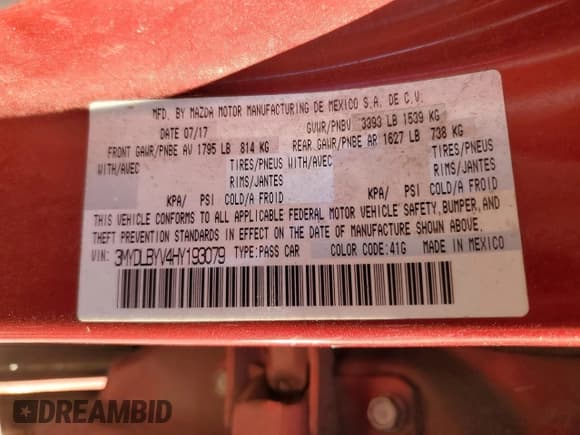 MFD. BY MAZDA MOTOR MANUFACTURING DE MEXICO S.A. DE C.V.
DATE 07/17 GVWR/PNBV 3393 LB 1539 KG
FRONT GAWR/PNBE AV 1795 LB 814 KG REAR GAWR/PNBE AR 1627 LB 738 KG
WITH/AVEC TIRES/PNEUS WITH/AVEC TIRES/PNEUS
RIMS/JANTES RIMS/JANTES
KPA/ PSI COLD/A FROID KPA/ PSI COLD/A FROID
THIS VEHICLE CONFORMS TO ALL APPLICABLE FEDERAL MOTOR VEHICLE SAFETY, BUMPER, AND
THEFT PREVENTION STANDARDS IN EFFECT ON THE DATE OF MANUFACTURE SHOWN ABOVE.
VIN: 3MYDLBYV4HY193079 TYPE:PASS CAR COLOR CODE:41G MADE IN MEXICO
DREAMBID